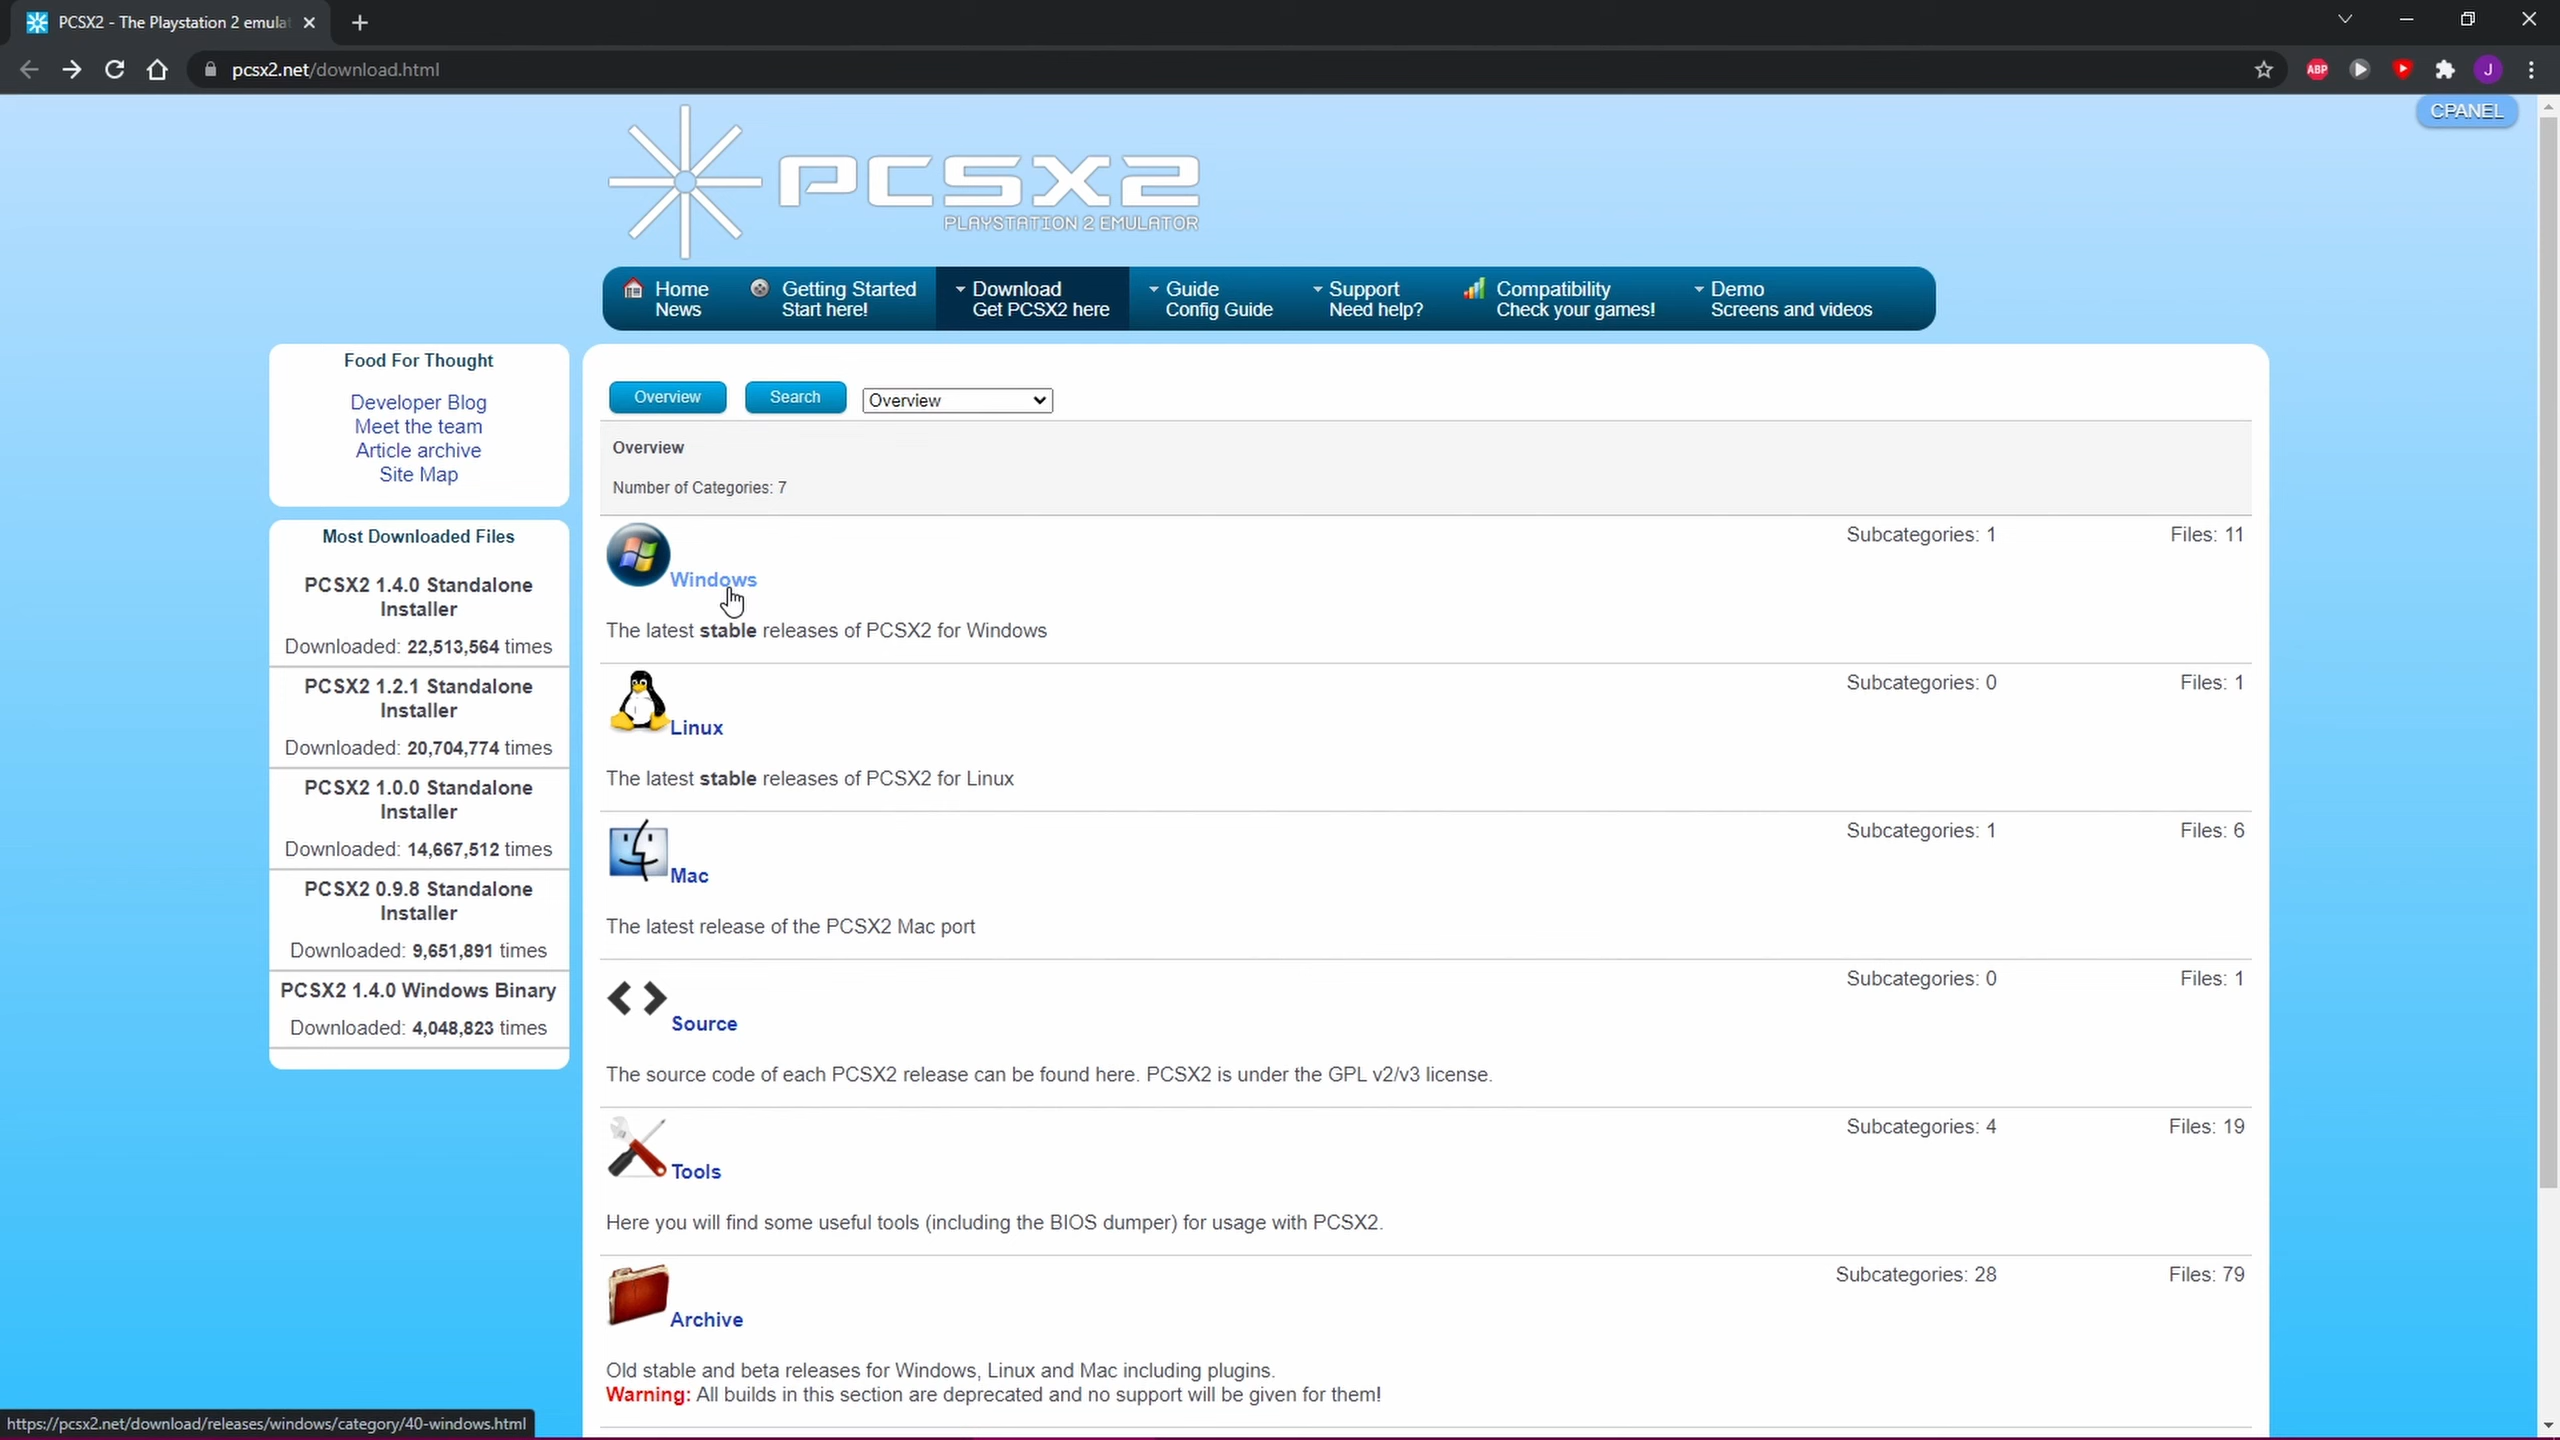 PCSX2 - The Playstation 2 emulat
pcsx2.net/download.html
ABP
J
CPANEL
PCSX2
PLAYSTATION 2 EMULATOR
Home
News
Getting Started
Start here!
Download
Get PCSX2 here
Guide
Config Guide
Support
Need help?
Compatibility
Check your games!
Demo
Screens and videos
Food For Thought
Developer Blog
Meet the team
Article archive
Site Map
Most Downloaded Files
PCSX2 1.4.0 Standalone
Installer
Downloaded: 22,513,564 times
PCSX2 1.2.1 Standalone
Installer
Downloaded: 20,704,774 times
PCSX2 1.0.0 Standalone
Installer
Downloaded: 14,667,512 times
PCSX2 0.9.8 Standalone
Installer
Downloaded: 9,651,891 times
PCSX2 1.4.0 Windows Binary
Downloaded: 4,048,823 times
Overview Search Overview
Overview
Number of Categories: 7
Windows Subcategories: 1 Files: 11
The latest stable releases of PCSX2 for Windows
Linux Subcategories: 0 Files: 1
The latest stable releases of PCSX2 for Linux
Mac Subcategories: 1 Files: 6
The latest release of the PCSX2 Mac port
Source Subcategories: 0 Files: 1
The source code of each PCSX2 release can be found here. PCSX2 is under the GPL v2/v3 license.
Tools Subcategories: 4 Files: 19
Here you will find some useful tools (including the BIOS dumper) for usage with PCSX2.
Archive Subcategories: 28 Files: 79
Old stable and beta releases for Windows, Linux and Mac including plugins.
Warning: All builds in this section are deprecated and no support will be given for them!
https://pcsx2.net/download/releases/windows/category/40-windows.html